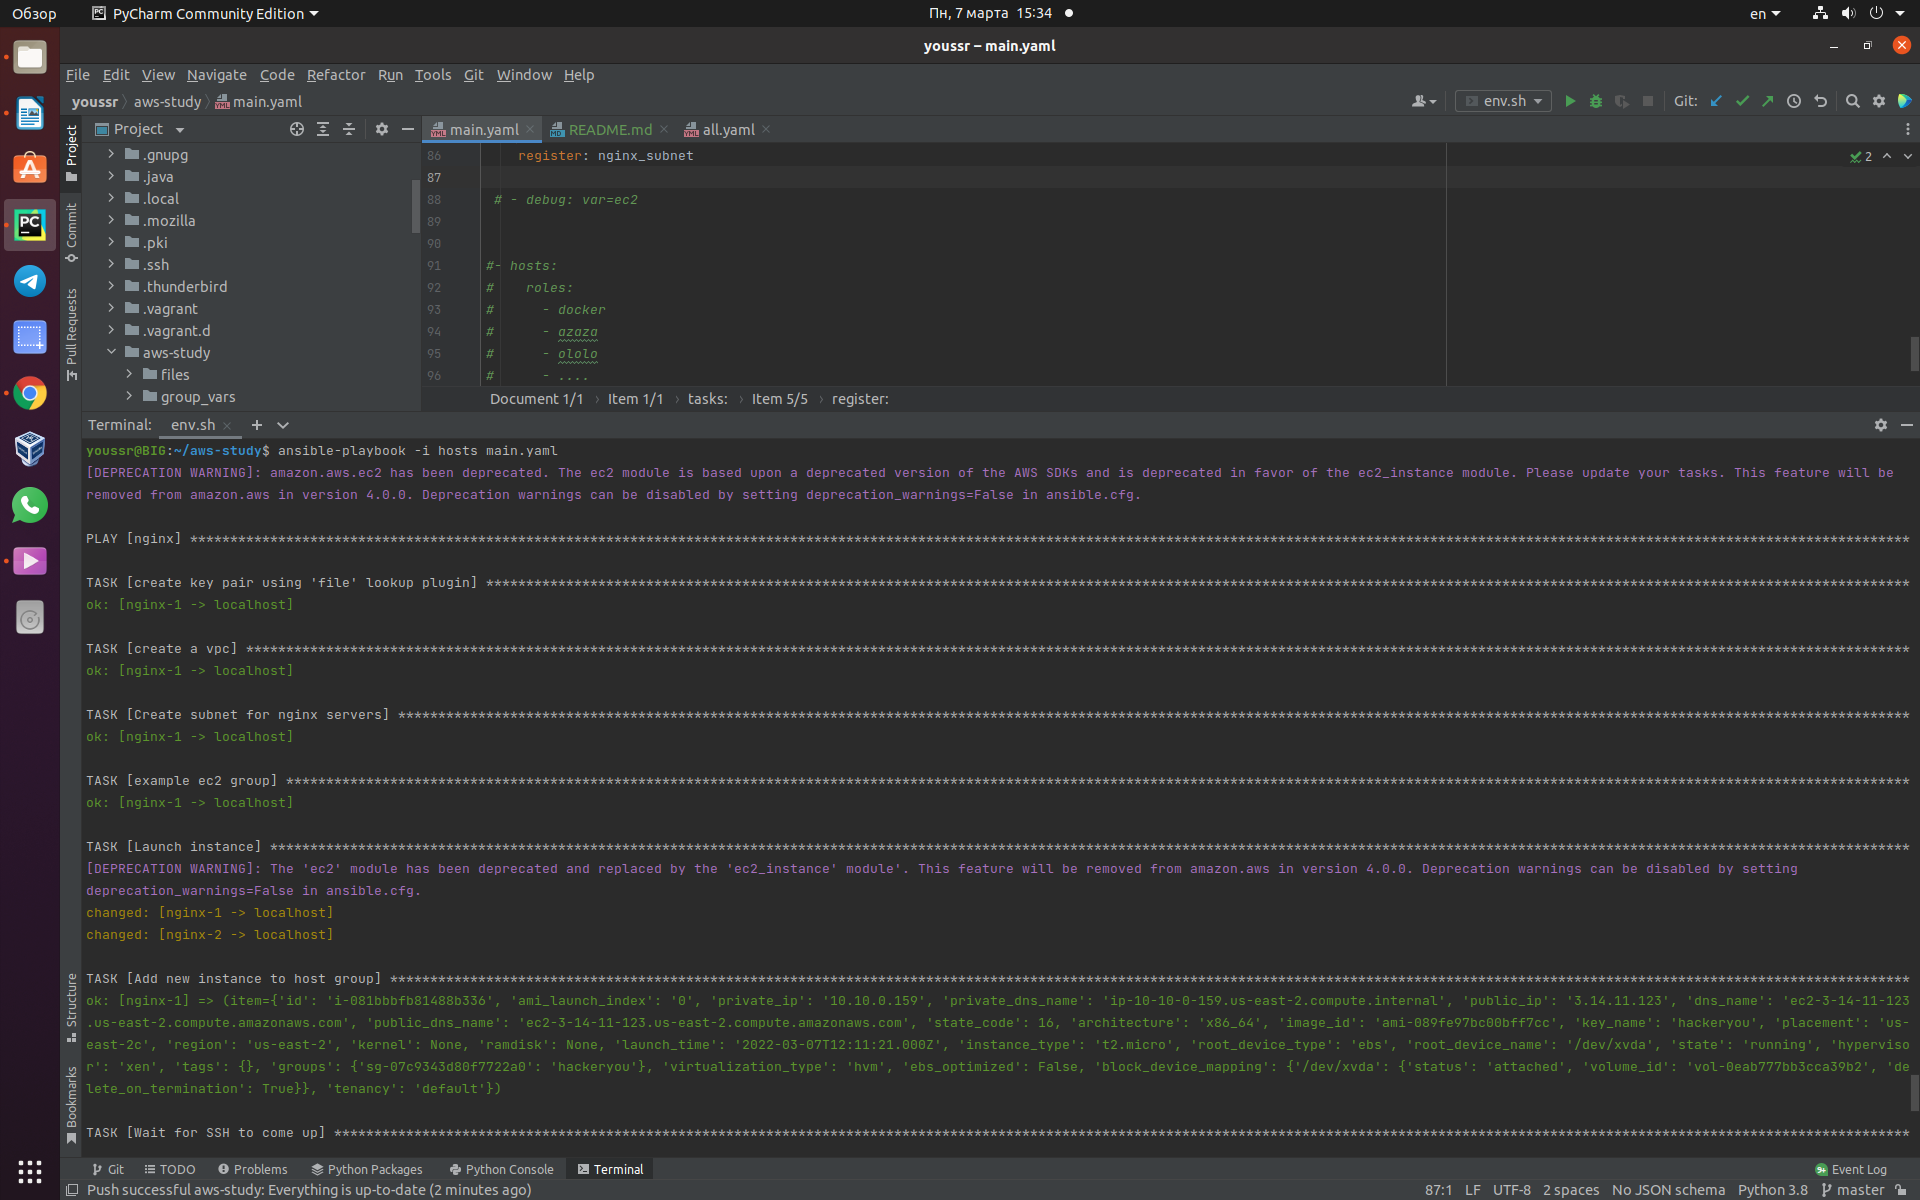 Обзор
PyCharm Community Edition
Пн, 7 марта 15:34
en
youssr – main.yaml
File Edit View Navigate Code Refactor Run Tools Git Window Help
youssr aws-study main.yaml
env.sh
Git:
Project
main.yaml
README.md
all.yaml
Project
Commit
Pull Requests
.gnupg
.java
.local
.mozilla
.pki
.ssh
.thunderbird
.vagrant
.vagrant.d
aws-study
files
group_vars
2
86 register: nginx_subnet
87
88 # - debug: var=ec2
89
90
91 #- hosts:
92 # roles:
93 # - docker
94 # - azaza
95 # - ololo
96 # - ....
Document 1/1 › Item 1/1 › tasks: › Item 5/5 › register:
Terminal: env.sh
youssr@BIG:~/aws-study$ ansible-playbook -i hosts main.yaml
[DEPRECATION WARNING]: amazon.aws.ec2 has been deprecated. The ec2 module is based upon a deprecated version of the AWS SDKs and is deprecated in favor of the ec2_instance module. Please update your tasks. This feature will be
removed from amazon.aws in version 4.0.0. Deprecation warnings can be disabled by setting deprecation_warnings=False in ansible.cfg.
PLAY [nginx] ***
TASK [create key pair using 'file' lookup plugin] ***
ok: [nginx-1 -> localhost]
TASK [create a vpc] ***
ok: [nginx-1 -> localhost]
TASK [Create subnet for nginx servers] ***
ok: [nginx-1 -> localhost]
TASK [example ec2 group] ***
ok: [nginx-1 -> localhost]
TASK [Launch instance] ***
[DEPRECATION WARNING]: The 'ec2' module has been deprecated and replaced by the 'ec2_instance' module'. This feature will be removed from amazon.aws in version 4.0.0. Deprecation warnings can be disabled by setting
deprecation_warnings=False in ansible.cfg.
changed: [nginx-1 -> localhost]
changed: [nginx-2 -> localhost]
TASK [Add new instance to host group] ***
ok: [nginx-1] => (item={'id': 'i-081bbbfb81488b336', 'ami_launch_index': '0', 'private_ip': '10.10.0.159', 'private_dns_name': 'ip-10-10-0-159.us-east-2.compute.internal', 'public_ip': '3.14.11.123', 'dns_name': 'ec2-3-14-11-123
.us-east-2.compute.amazonaws.com', 'public_dns_name': 'ec2-3-14-11-123.us-east-2.compute.amazonaws.com', 'state_code': 16, 'architecture': 'x86_64', 'image_id': 'ami-089fe97bc00bff7cc', 'key_name': 'hackeryou', 'placement': 'us-
east-2c', 'region': 'us-east-2', 'kernel': None, 'ramdisk': None, 'launch_time': '2022-03-07T12:11:21.000Z', 'instance_type': 't2.micro', 'root_device_type': 'ebs', 'root_device_name': '/dev/xvda', 'state': 'running', 'hyperviso
r': 'xen', 'tags': {}, 'groups': {'sg-07c9343d80f7722a0': 'hackeryou'}, 'virtualization_type': 'hvm', 'ebs_optimized': False, 'block_device_mapping': {'/dev/xvda': {'status': 'attached', 'volume_id': 'vol-0eab777bb3cca39b2', 'de
lete_on_termination': True}}, 'tenancy': 'default'})
TASK [Wait for SSH to come up] ***
Structure
Bookmarks
Git TODO Problems Python Packages Python Console Terminal
9+ Event Log
Push successful aws-study: Everything is up-to-date (2 minutes ago)
87:1 LF UTF-8 2 spaces No JSON schema Python 3.8 master